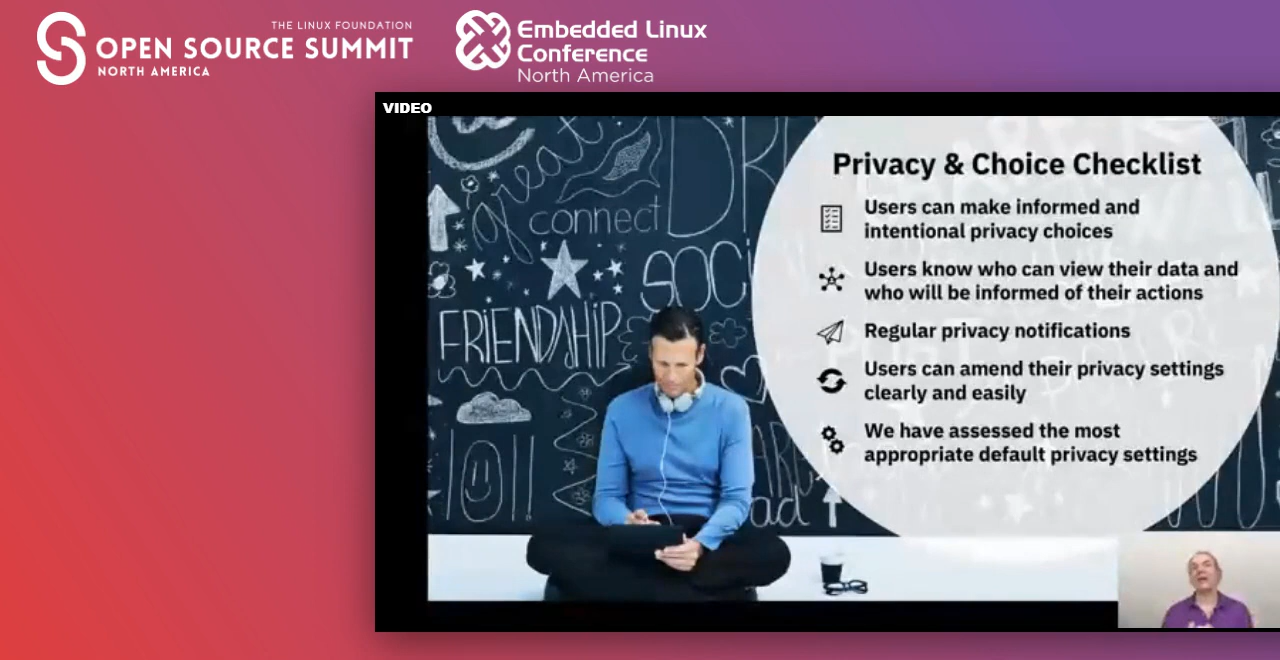 THE LINUX FOUNDATION
OPEN SOURCE SUMMIT
NORTH AMERICA
Embedded Linux
Conference
North America
VIDEO
great
connect
SOCI
FRiENDSHiP
Privacy & Choice Checklist
Users can make informed and
intentional privacy choices
Users know who can view their data and
who will be informed of their actions
Regular privacy notifications
Users can amend their privacy settings
clearly and easily
We have assessed the most
appropriate default privacy settings